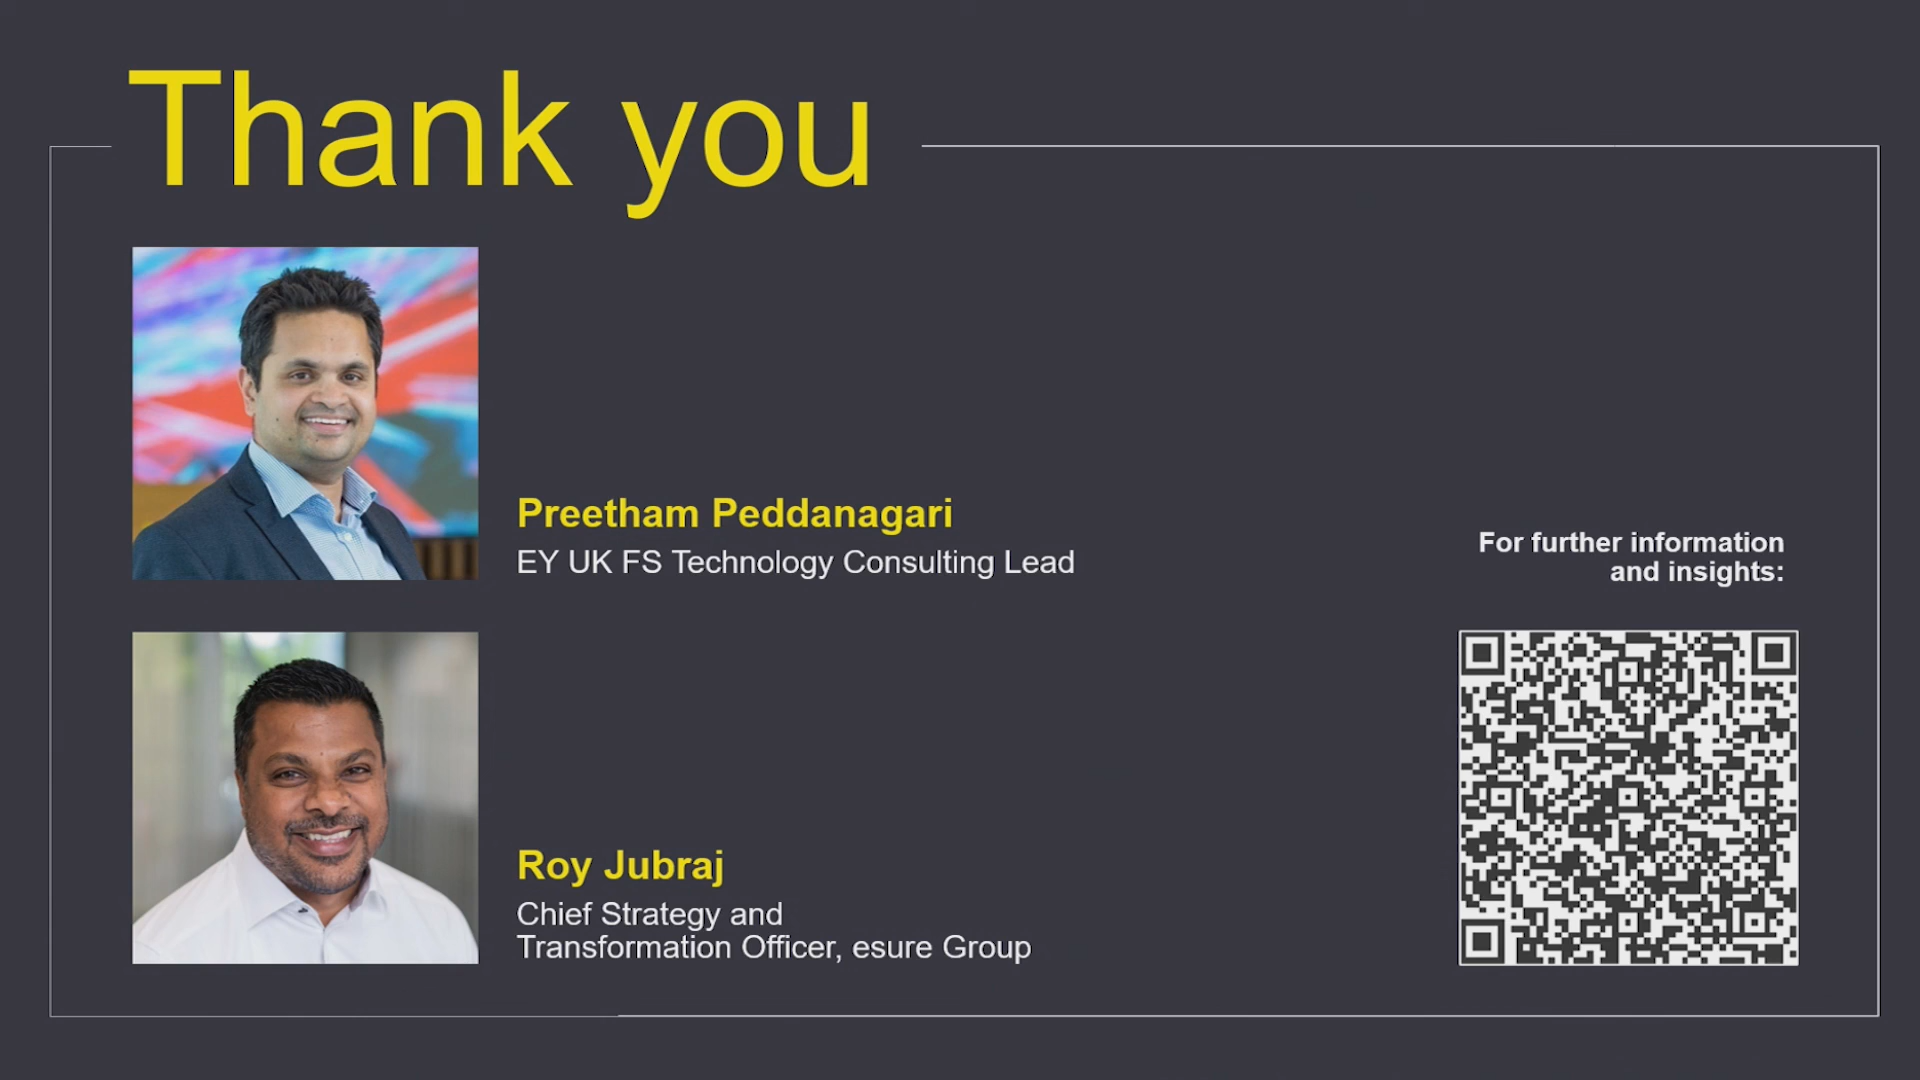 Thank you
Preetham Peddanagari
EY UK FS Technology Consulting Lead
Roy Jubraj
Chief Strategy and
Transformation Officer, esure Group
For further information
and insights: